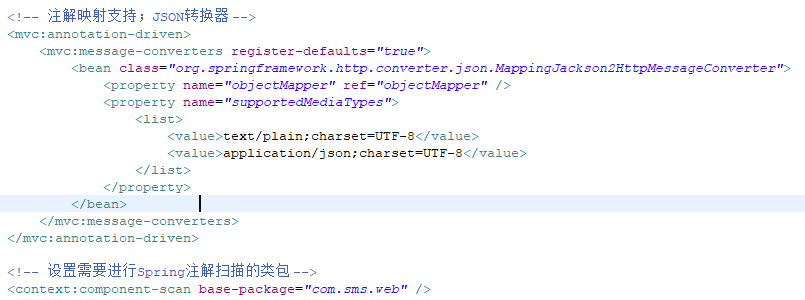 <!-- 注解映射支持；JSON转换器 -->
<mvc:annotation-driven>
<mvc:message-converters register-defaults="true">
<bean class="org.springframework.http.converter.json.MappingJackson2HttpMessageConverter">
<property name="objectMapper" ref="objectMapper" />
<property name="supportedMediaTypes">
<list>
<value>text/plain;charset=UTF-8</value>
<value>application/json;charset=UTF-8</value>
</list>
</property>
</bean>
</mvc:message-converters>
</mvc:annotation-driven>
<!-- 设置需要进行Spring注解扫描的类包 -->
<context:component-scan base-package="com.sms.web" />